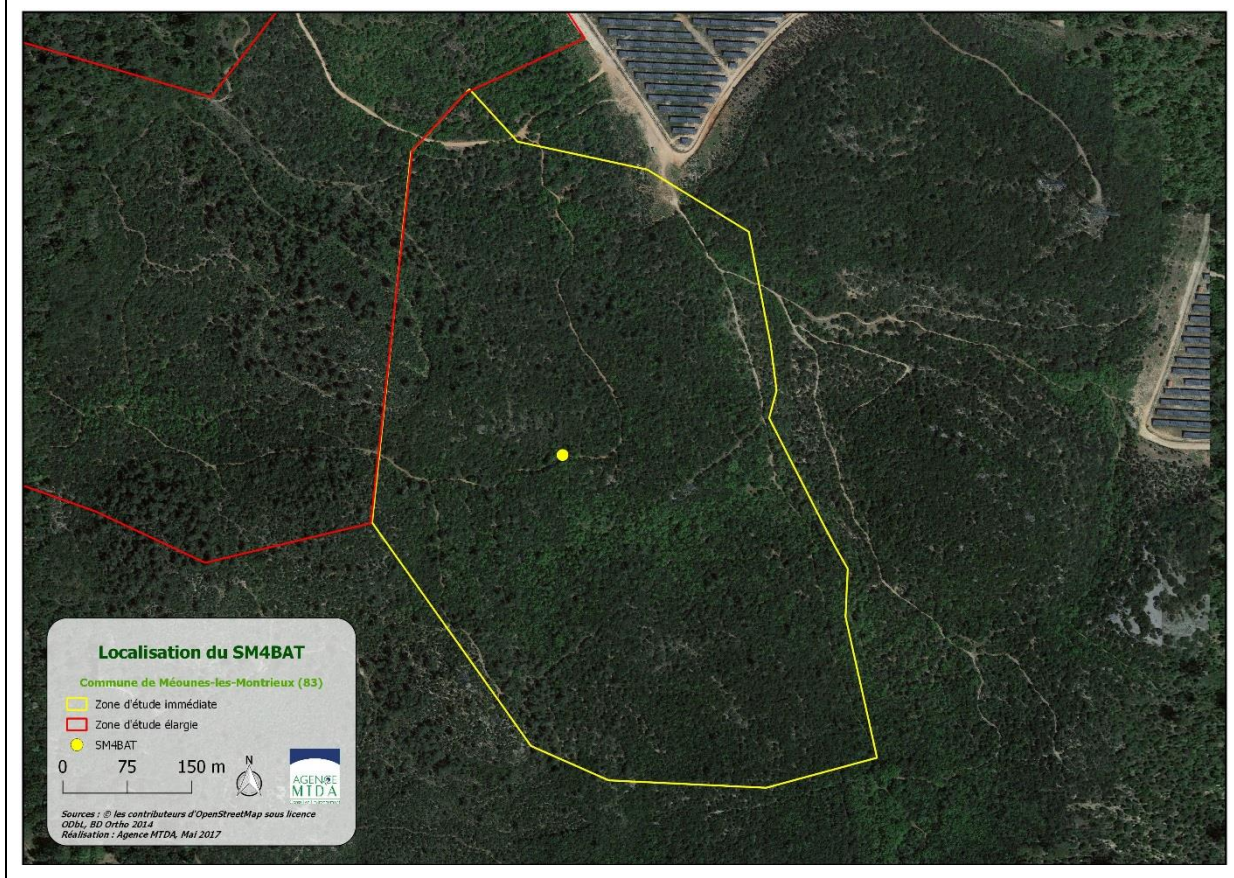 Localisation du SM4BAT
Commune de Méounes-les-Montrieux (83)
Zone d'étude immédiate
Zone d'étude élargie
SM4BAT
0 75 150 m
N
AGENCE
MTDA
Sources : © les contributeurs d'OpenStreetMap sous licence
ODbL, BD Ortho 2014
Réalisation : Agence MTDA, Mai 2017